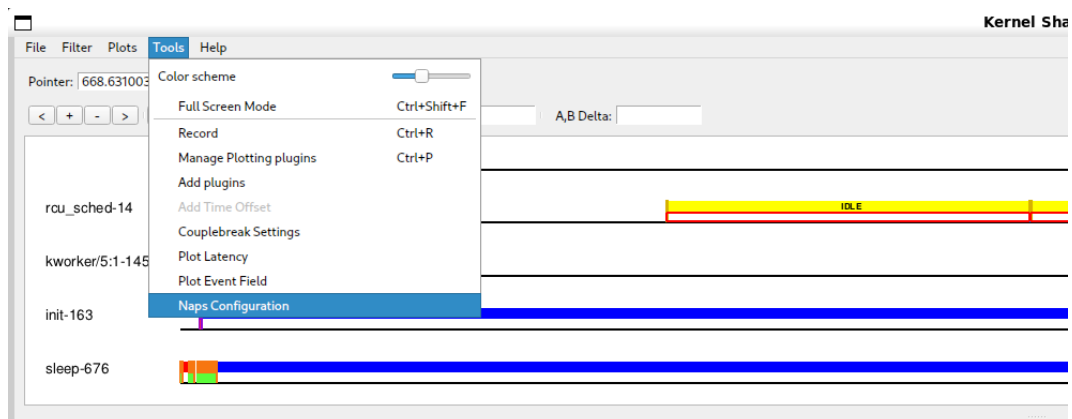 Kernel Sha
File Filter Plots Tools Help
Pointer: 668.631003
Color scheme
< + - >
A,B Delta:
Full Screen Mode Ctrl+Shift+F
Record Ctrl+R
Manage Plotting plugins Ctrl+P
Add plugins
Add Time Offset
Couplebreak Settings
Plot Latency
Plot Event Field
Naps Configuration
rcu_sched-14
IDLE
kworker/5:1-145
init-163
sleep-676